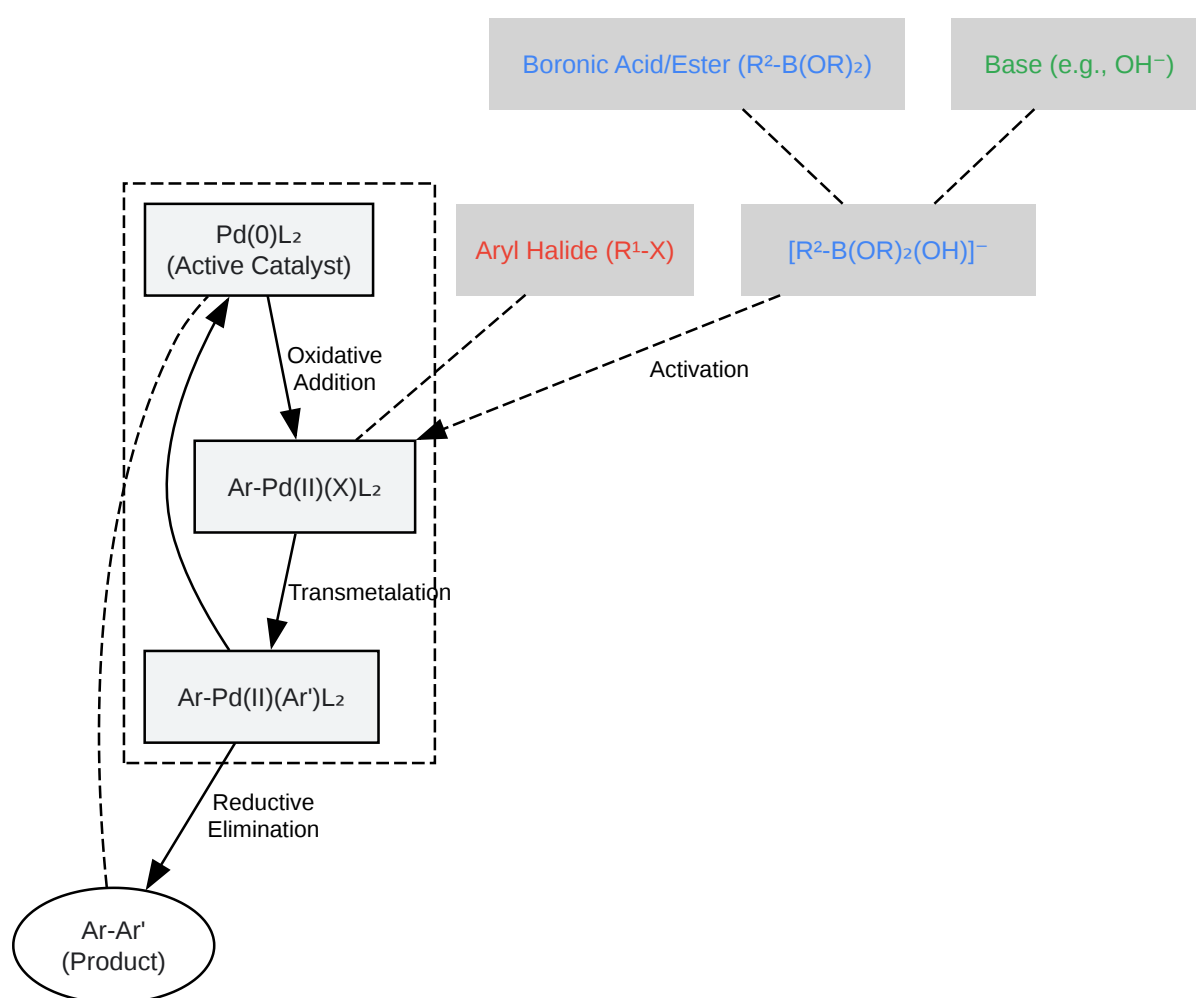 Boronic Acid/Ester (R²-B(OR)₂)
Base (e.g., OH⁻)
Pd(0)L₂
(Active Catalyst)
Aryl Halide (R¹-X)
[R²-B(OR)₂(OH)]⁻
Oxidative
Addition
Activation
Ar-Pd(II)(X)L₂
Transmetalation
Ar-Pd(II)(Ar')L₂
Reductive
Elimination
Ar-Ar'
(Product)